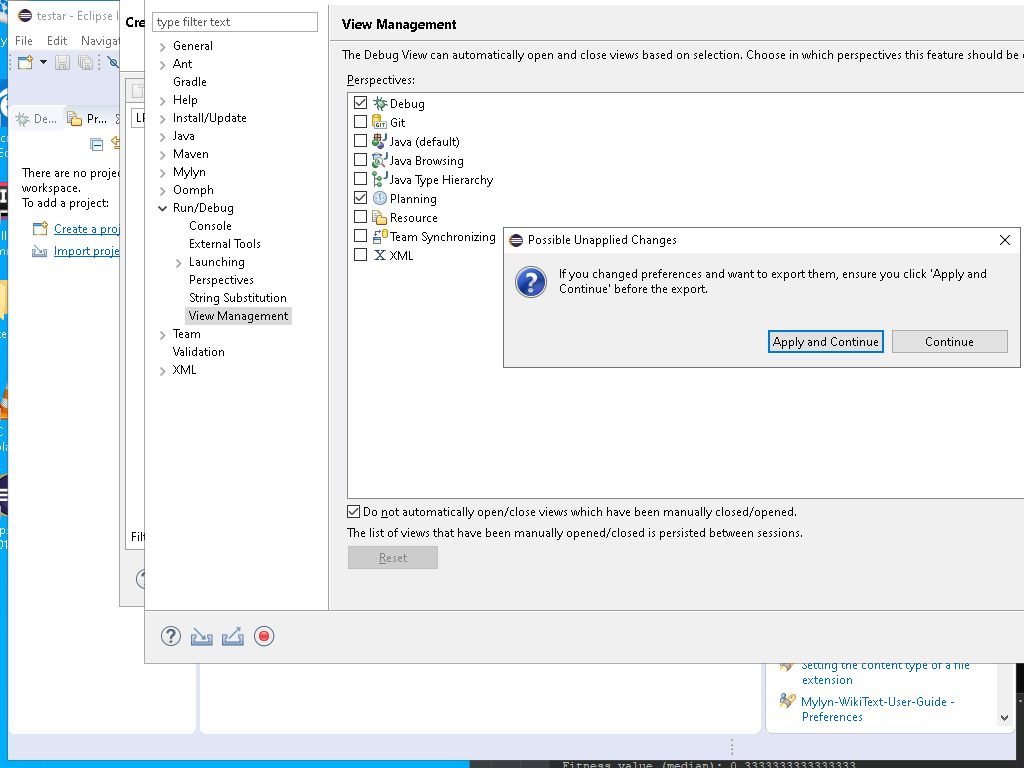 testar - Eclipse I
File Edit Navigat
De...
Pr...
There are no proje
workspace.
To add a project:
Create a proj
Import proje
Cre
Filt
type filter text
General
Ant
Gradle
Help
Install/Update
Java
Maven
Mylyn
Oomph
Run/Debug
Console
External Tools
Launching
Perspectives
String Substitution
View Management
Team
Validation
XML
View Management
The Debug View can automatically open and close views based on selection. Choose in which perspectives this feature should be
Perspectives:
Debug
Git
Java (default)
Java Browsing
Java Type Hierarchy
Planning
Resource
Team Synchronizing
XML
Possible Unapplied Changes
If you changed preferences and want to export them, ensure you click 'Apply and
Continue' before the export.
Apply and Continue
Continue
Do not automatically open/close views which have been manually closed/opened.
The list of views that have been manually opened/closed is persisted between sessions.
Reset
Setting the content type of a file
extension
Mylyn-WikiText-User-Guide -
Preferences
Fitness value (median): 0.3333333333333333